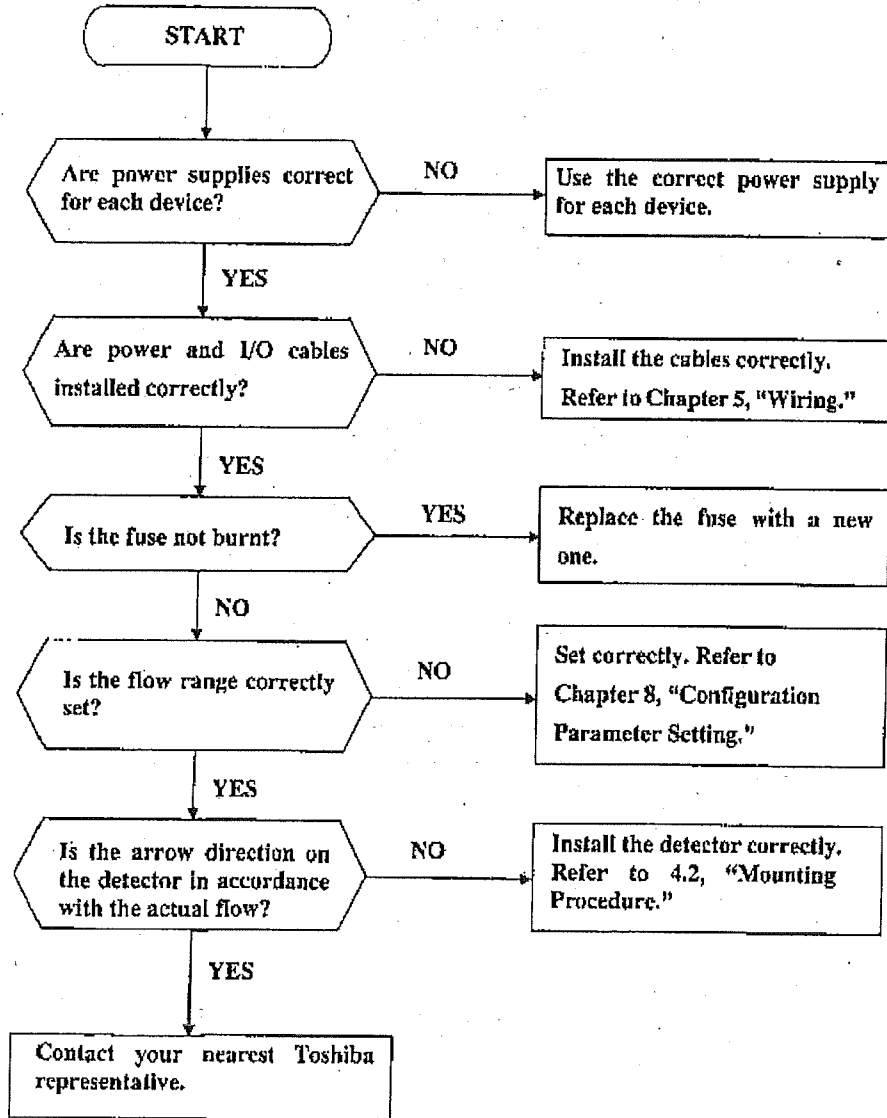 START
Are power supplies correct
for each device?
NO
Use the correct power supply
for each device.
YES
Are power and I/O cables
installed correctly?
NO
Install the cables correctly.
Refer to Chapter 5, "Wiring."
YES
Is the fuse not burnt?
YES
Replace the fuse with a new
one.
NO
Is the flow range correctly
set?
NO
Set correctly. Refer to
Chapter 8, "Configuration
Parameter Setting."
YES
Is the arrow direction on
the detector in accordance
with the actual flow?
NO
Install the detector correctly.
Refer to 4.2, "Mounting
Procedure."
YES
Contact your nearest Toshiba
representative.